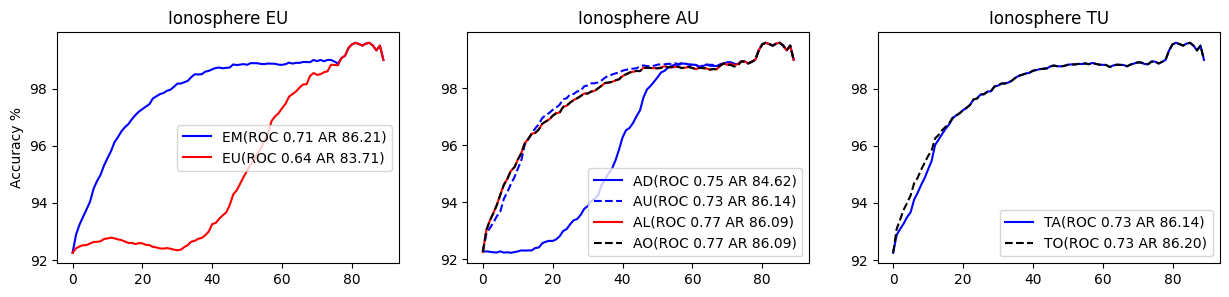 Ionosphere EU
Accuracy %
98
96
94
92
0
20
40
60
80
EM(ROC 0.71 AR 86.21)
EU(ROC 0.64 AR 83.71)
Ionosphere AU
98
96
94
92
0
20
40
60
80
AD(ROC 0.75 AR 84.62)
AU(ROC 0.73 AR 86.14)
AL(ROC 0.77 AR 86.09)
AO(ROC 0.77 AR 86.09)
Ionosphere TU
98
96
94
92
0
20
40
60
80
TA(ROC 0.73 AR 86.14)
TO(ROC 0.73 AR 86.20)